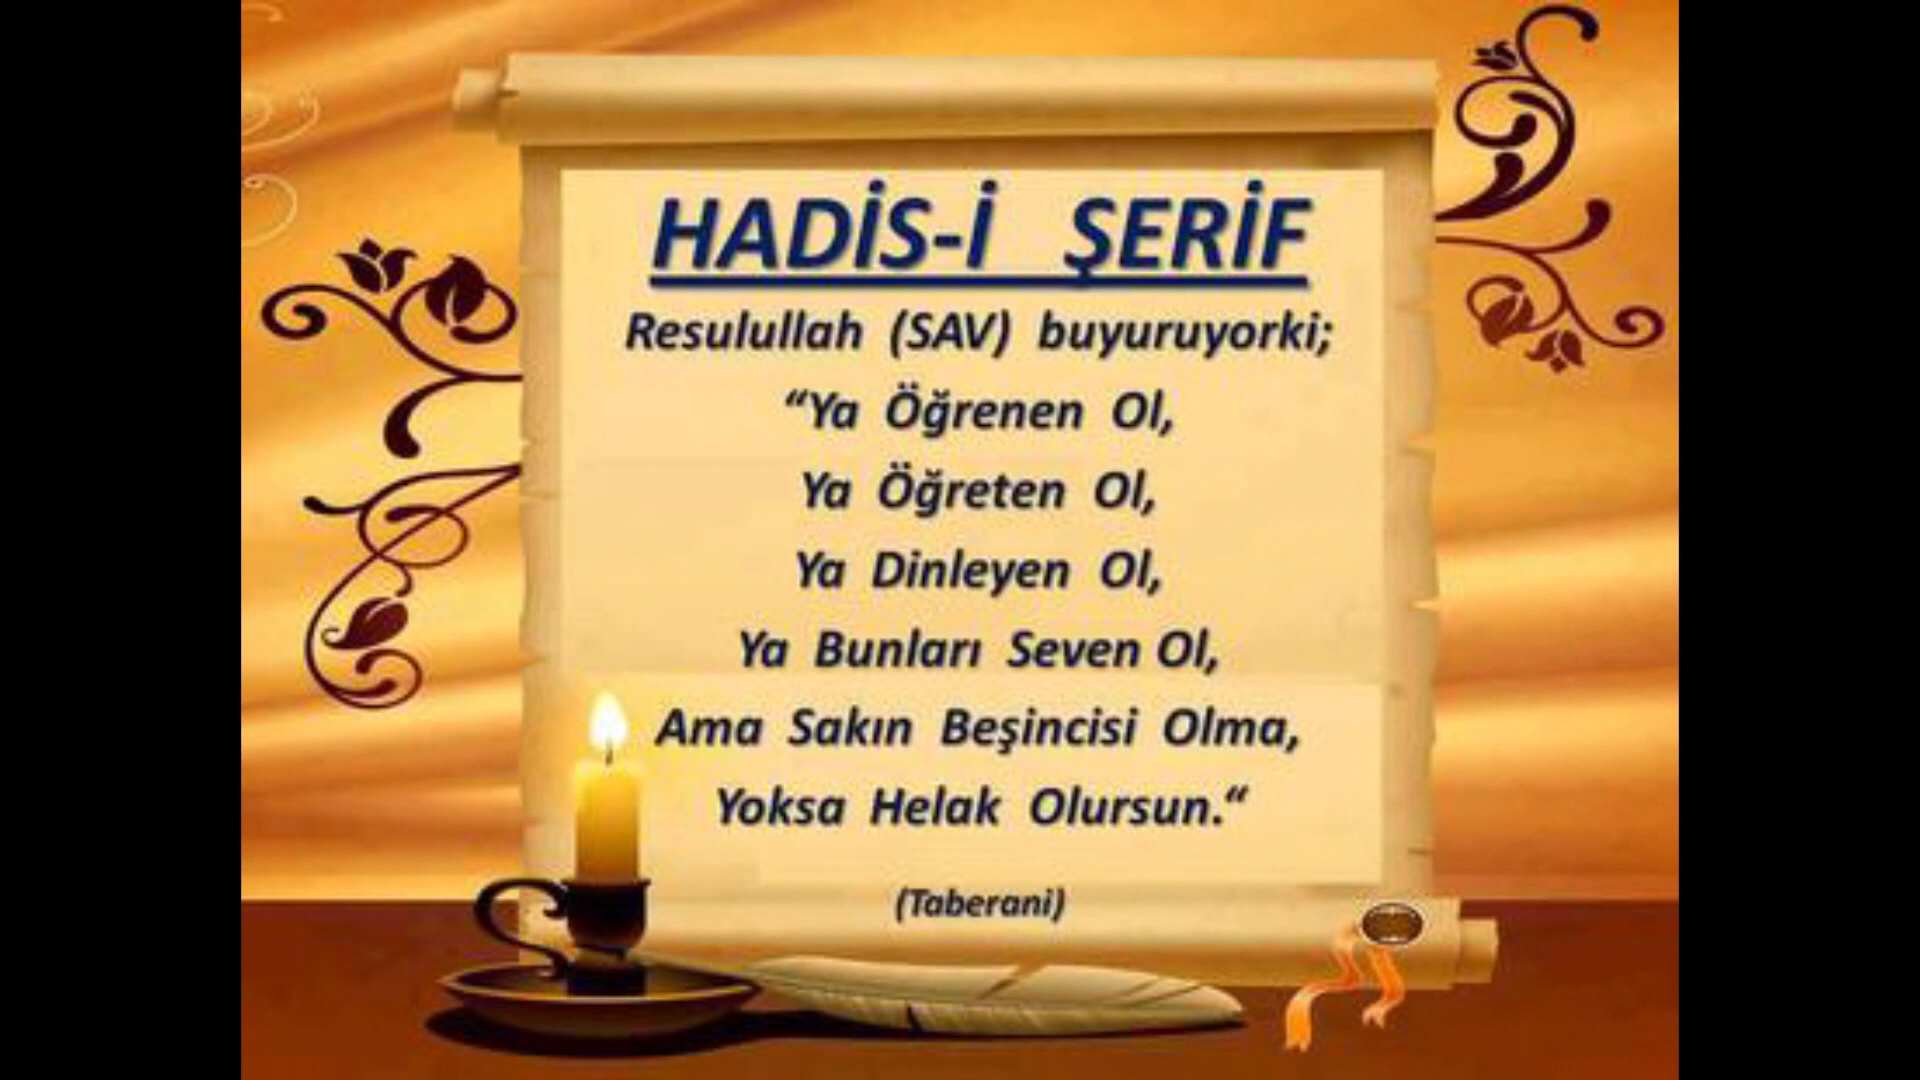 HADİS-İ ŞERİF
Resulullah (SAV) buyuruyorki;
“Ya Öğrenen Ol,
Ya Öğreten Ol,
Ya Dinleyen Ol,
Ya Bunları Seven Ol,
Ama Sakın Beşincisi Olma,
Yoksa Helak Olursun.“
(Taberani)